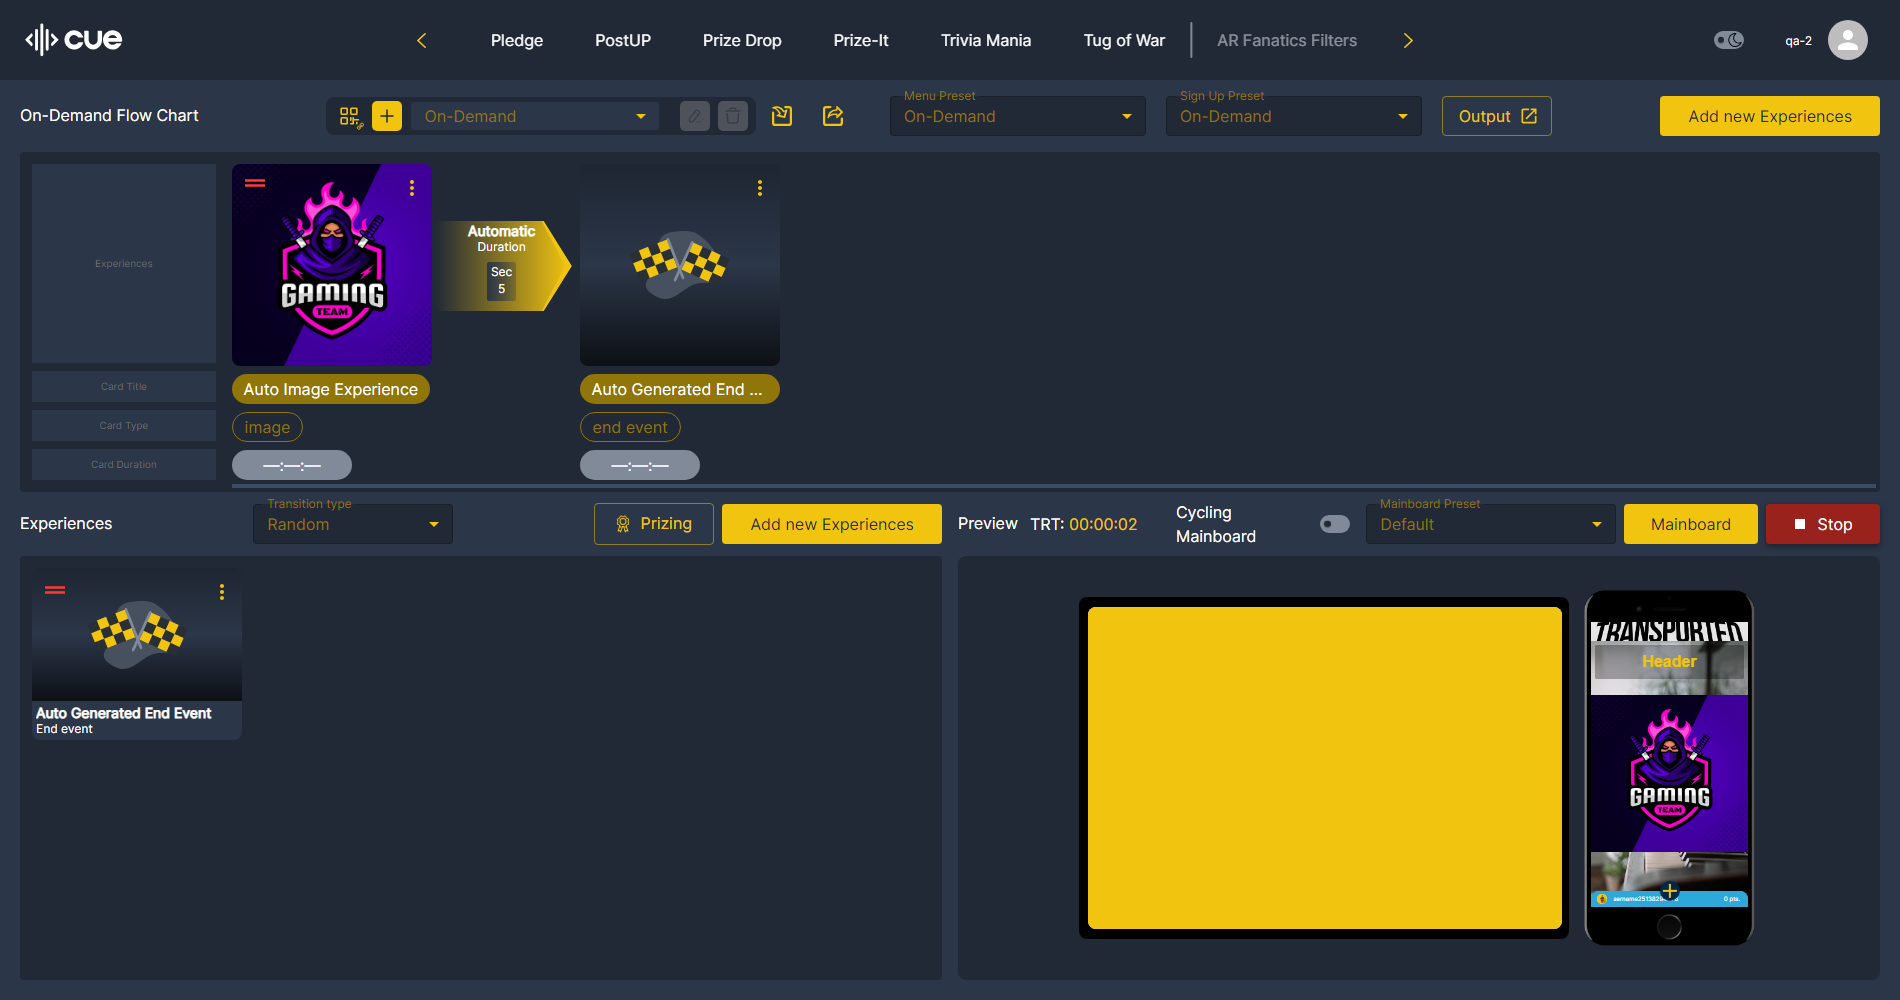 cue
Pledge
PostUP
Prize Drop
Prize-It
Trivia Mania
Tug of War
AR Fanatics Filters
qa-2
On-Demand Flow Chart
On-Demand
Menu Preset
On-Demand
Sign Up Preset
On-Demand
Output
Add new Experiences
Experiences
Card Title
Card Type
Card Duration
GAMING
TEAM
Auto Image Experience
image
—:—:—
Automatic
Duration
Sec
5
Auto Generated End ...
end event
—:—:—
Experiences
Transition type
Random
Prizing
Add new Experiences
Auto Generated End Event
End event
Preview
TRT: 00:00:02
Cycling
Mainboard
Mainboard Preset
Default
Mainboard
Stop
TRANSPORTED
Header
GAMING
TEAM
0 pts.